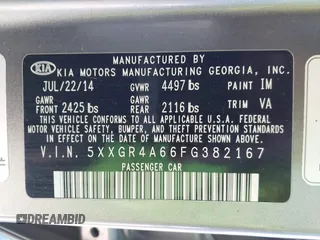 MANUFACTURED BY
KIA KIA MOTORS MANUFACTURING GEORGIA, INC.
JUL/22/14 GVWR 4497 lbs PAINT IM
GAWR GAWR
FRONT 2425 lbs REAR 2116 lbs TRIM VA
THIS VEHICLE CONFORMS TO ALL APPLICABLE FEDERAL MOTOR VEHICLE
SAFETY, BUMPER, AND THEFT PREVENTION STANDARDS
IN EFFECT ON THE DATE OF MANUFACTURE SHOWN ABOVE.
V.I.N. 5XXGR4A66FG382167
PASSENGER CAR
DREAMBID